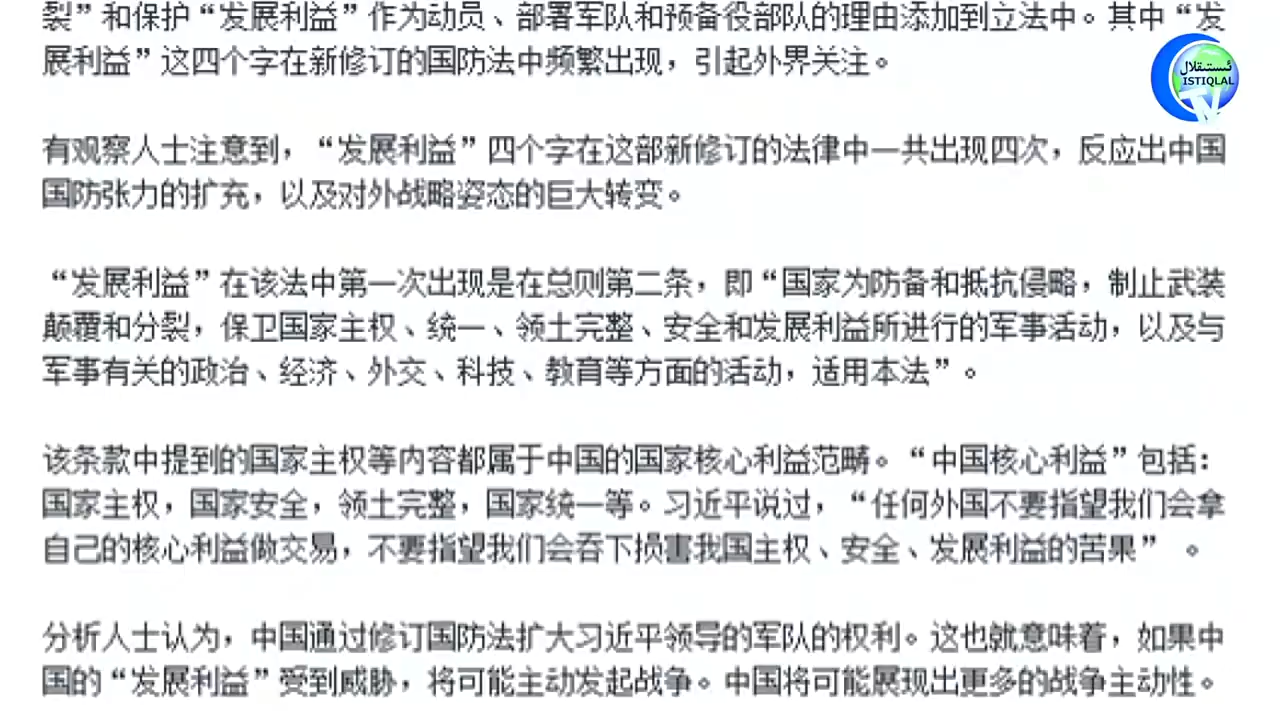 裂”和保护“发展利益”作为动员、部署军队和预备役部队的理由添加到立法中。其中“发
展利益”这四个字在新修订的国防法中频繁出现，引起外界关注。
ئىستىقلال
ISTIQLAL
TV
有观察人士注意到，“发展利益”四个字在这部新修订的法律中一共出现四次，反应出中国
国防张力的扩充，以及对外战略姿态的巨大转变。
“发展利益”在该法中第一次出现是在总则第二条，即“国家为防备和抵抗侵略，制止武装
颠覆和分裂，保卫国家主权、统一、领土完整、安全和发展利益所进行的军事活动，以及与
军事有关的政治、经济、外交、科技、教育等方面的活动，适用本法”。
该条款中提到的国家主权等内容都属于中国的国家核心利益范畴。“中国核心利益”包括：
国家主权，国家安全，领土完整，国家统一等。习近平说过，“任何外国不要指望我们会拿
自己的核心利益做交易，不要指望我们会吞下损害我国主权、安全、发展利益的苦果” 。
分析人士认为，中国通过修订国防法扩大习近平领导的军队的权利。这也就意味着，如果中
国的“发展利益”受到威胁，将可能主动发起战争。中国将可能展现出更多的战争主动性。